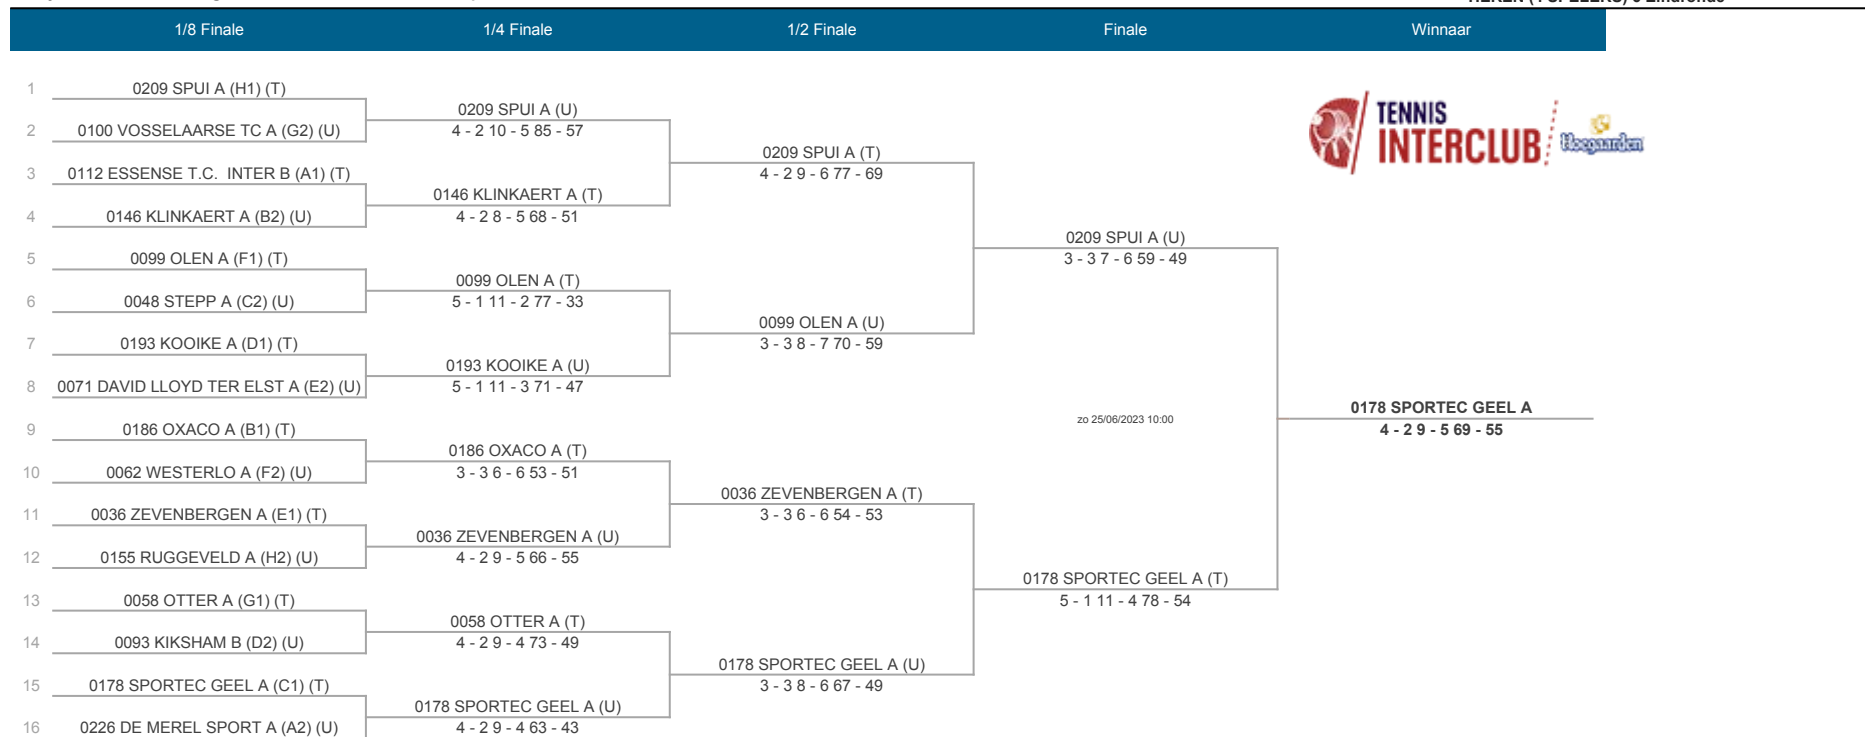 1/8 Finale 1/4 Finale 1/2 Finale Finale Winnaar
1 0209 SPUI A (H1) (T)
2 0100 VOSSELAARSE TC A (G2) (U)
3 0112 ESSENSE T.C. INTER B (A1) (T)
4 0146 KLINKAERT A (B2) (U)
5 0099 OLEN A (F1) (T)
6 0048 STEPP A (C2) (U)
7 0193 KOOIKE A (D1) (T)
8 0071 DAVID LLOYD TER ELST A (E2) (U)
9 0186 OXACO A (B1) (T)
10 0062 WESTERLO A (F2) (U)
11 0036 ZEVENBERGEN A (E1) (T)
12 0155 RUGGEVELD A (H2) (U)
13 0058 OTTER A (G1) (T)
14 0093 KIKSHAM B (D2) (U)
15 0178 SPORTEC GEEL A (C1) (T)
16 0226 DE MEREL SPORT A (A2) (U)
0209 SPUI A (U)
4 - 2 10 - 5 85 - 57
0146 KLINKAERT A (T)
4 - 2 8 - 5 68 - 51
0099 OLEN A (T)
5 - 1 11 - 2 77 - 33
0193 KOOIKE A (U)
5 - 1 11 - 3 71 - 47
0186 OXACO A (T)
3 - 3 6 - 6 53 - 51
0036 ZEVENBERGEN A (U)
4 - 2 9 - 5 66 - 55
0058 OTTER A (T)
4 - 2 9 - 4 73 - 49
0178 SPORTEC GEEL A (U)
4 - 2 9 - 4 63 - 43
0209 SPUI A (T)
4 - 2 9 - 6 77 - 69
0099 OLEN A (U)
3 - 3 8 - 7 70 - 59
0036 ZEVENBERGEN A (T)
3 - 3 6 - 6 54 - 53
0178 SPORTEC GEEL A (U)
3 - 3 8 - 6 67 - 49
0209 SPUI A (U)
3 - 3 7 - 6 59 - 49
zo 25/06/2023 10:00
0178 SPORTEC GEEL A (T)
5 - 1 11 - 4 78 - 54
TENNIS
INTERCLUB
Hoegaarden
0178 SPORTEC GEEL A
4 - 2 9 - 5 69 - 55